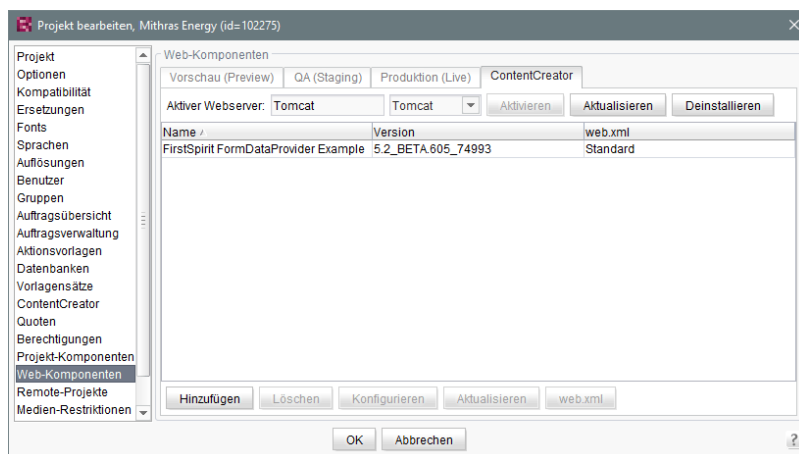 Projekt bearbeiten, Mithras Energy (id=102275)
Projekt
Optionen
Kompatibilität
Ersetzungen
Fonts
Sprachen
Auflösungen
Benutzer
Gruppen
Auftragsübersicht
Auftragsverwaltung
Aktionsvorlagen
Datenbanken
Vorlagensätze
ContentCreator
Quoten
Berechtigungen
Projekt-Komponenten
Web-Komponenten
Remote-Projekte
Medien-Restriktionen
Web-Komponenten
Vorschau (Preview) QA (Staging) Produktion (Live) ContentCreator
Aktiver Webserver: Tomcat Tomcat Aktivieren Aktualisieren Deinstallieren
Name Version web.xml
FirstSpirit FormDataProvider Example 5.2_BETA.605_74993 Standard
Hinzufügen Löschen Konfigurieren Aktualisieren web.xml
OK Abbrechen ?